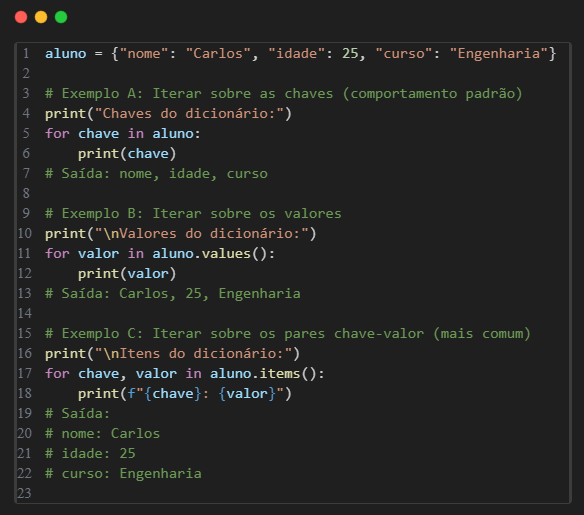 1 aluno = {"nome": "Carlos", "idade": 25, "curso": "Engenharia"}
2
3 # Exemplo A: Iterar sobre as chaves (comportamento padrão)
4 print("Chaves do dicionário:")
5 for chave in aluno:
6     print(chave)
7 # Saída: nome, idade, curso
8
9 # Exemplo B: Iterar sobre os valores
10 print("\nValores do dicionário:")
11 for valor in aluno.values():
12     print(valor)
13 # Saída: Carlos, 25, Engenharia
14
15 # Exemplo C: Iterar sobre os pares chave-valor (mais comum)
16 print("\nItens do dicionário:")
17 for chave, valor in aluno.items():
18     print(f"{chave}: {valor}")
19 # Saída:
20 # nome: Carlos
21 # idade: 25
22 # curso: Engenharia
23